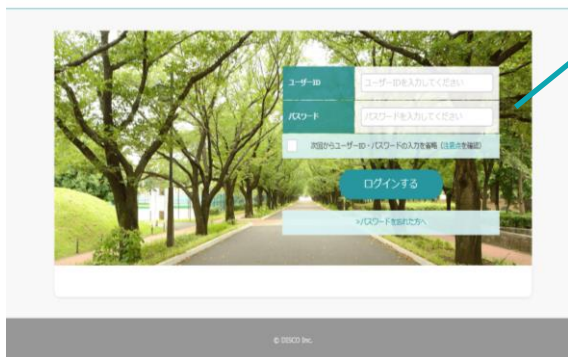 ユーザーID
ユーザーIDを入力してください
パスワード
パスワードを入力してください
次回からユーザーID・パスワードの入力を省略（注意点を確認）
ログインする
>パスワードを忘れた方へ
© DISCO Inc.